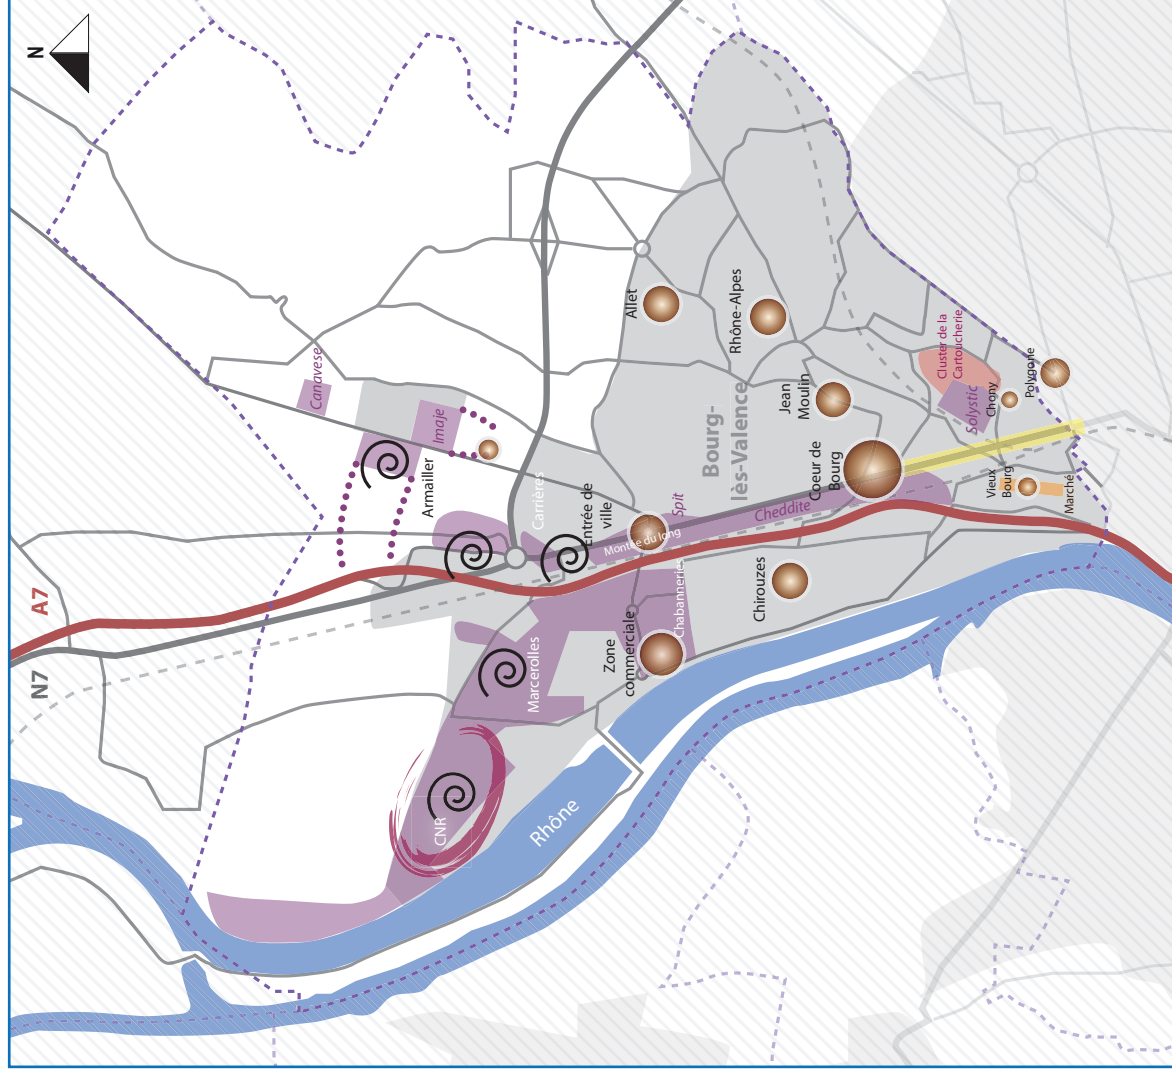 N
A7
N7
Canavese
Imaje
Armailler
Carrières
Entrée de
ville
Spit
Montée du long
Cheddite
Bourg-
lès-Valence
Allet
Rhône-Alpes
Jean
Moulin
Coeur de
Bourg
Cluster de la
Cartoucherie
Solystic
Chony
Polygone
Vieux
Bourg
Marché
Chirouzes
Chabanneries
Zone
commerciale
Marcerolles
CNR
Rhône